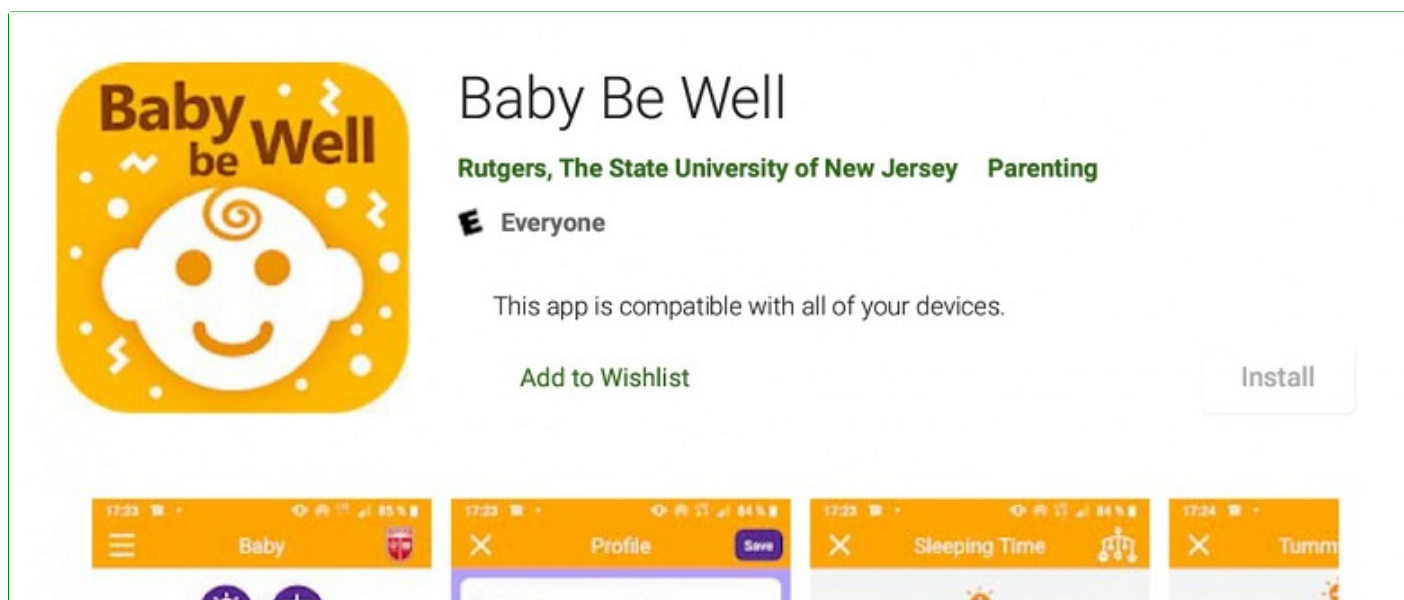 Baby
be Well
Baby Be Well
Rutgers, The State University of New Jersey Parenting
E Everyone
This app is compatible with all of your devices.
Add to Wishlist
Install
17:23 85%
Baby
17:23 84%
Profile Save
17:23 84%
Sleeping Time
17:24
Tumm